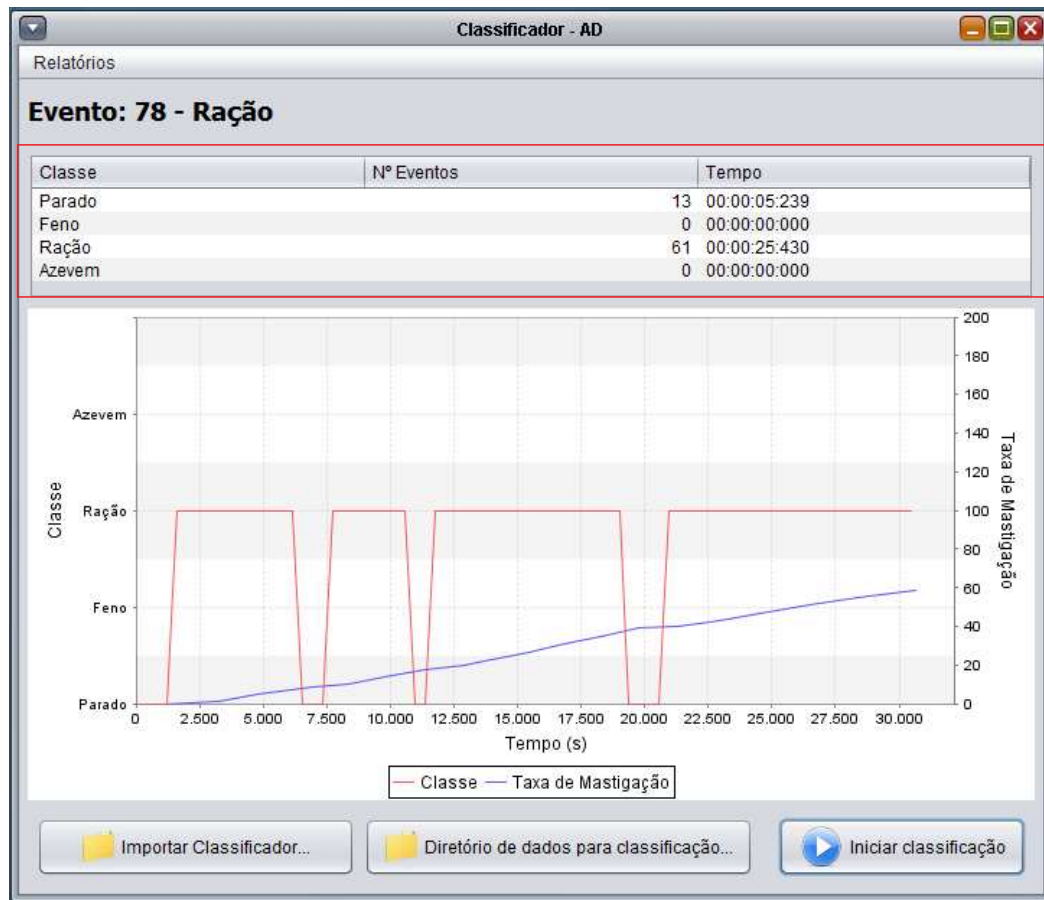 Classificador - AD
Relatórios
Evento: 78 - Ração
Classe Nº Eventos Tempo
Parado 13 00:00:05:239
Feno 0 00:00:00:000
Ração 61 00:00:25:430
Azevem 0 00:00:00:000
200
180
160
Azevem
140
120
Classe
Ração
100
Taxa de Mastigação
80
Feno
60
40
20
Parado
0
0 2.500 5.000 7.500 10.000 12.500 15.000 17.500 20.000 22.500 25.000 27.500 30.000
Tempo (s)
Classe Taxa de Mastigação
Importar Classificador... Diretório de dados para classificação... Iniciar classificação